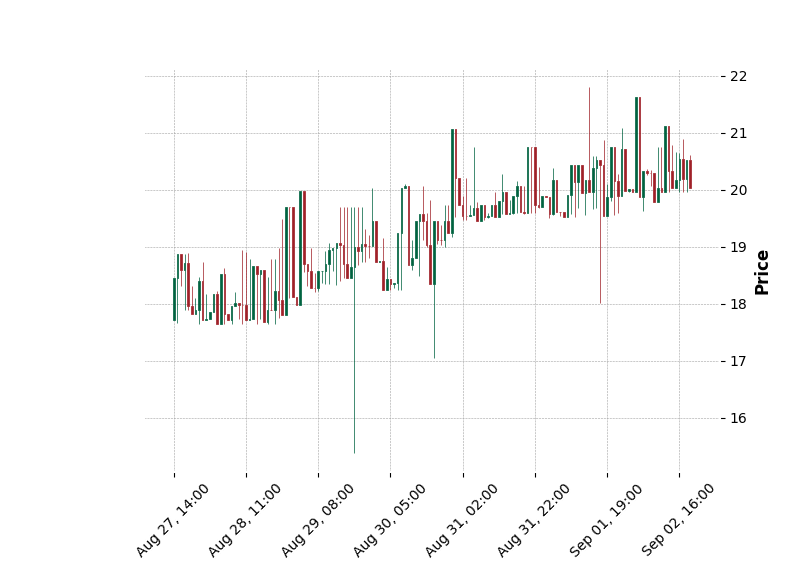 22
21
20
19
18
17
16
Price
Aug 27, 14:00
Aug 28, 11:00
Aug 29, 08:00
Aug 30, 05:00
Aug 31, 02:00
Aug 31, 22:00
Sep 01, 19:00
Sep 02, 16:00